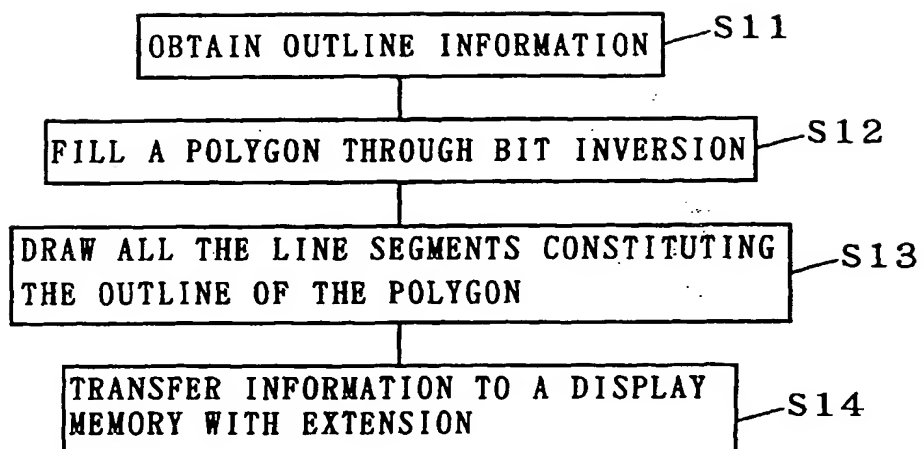 OBTAIN OUTLINE INFORMATION
S11
FILL A POLYGON THROUGH BIT INVERSION
S12
DRAW ALL THE LINE SEGMENTS CONSTITUTING
THE OUTLINE OF THE POLYGON
S13
TRANSFER INFORMATION TO A DISPLAY
MEMORY WITH EXTENSION
S14